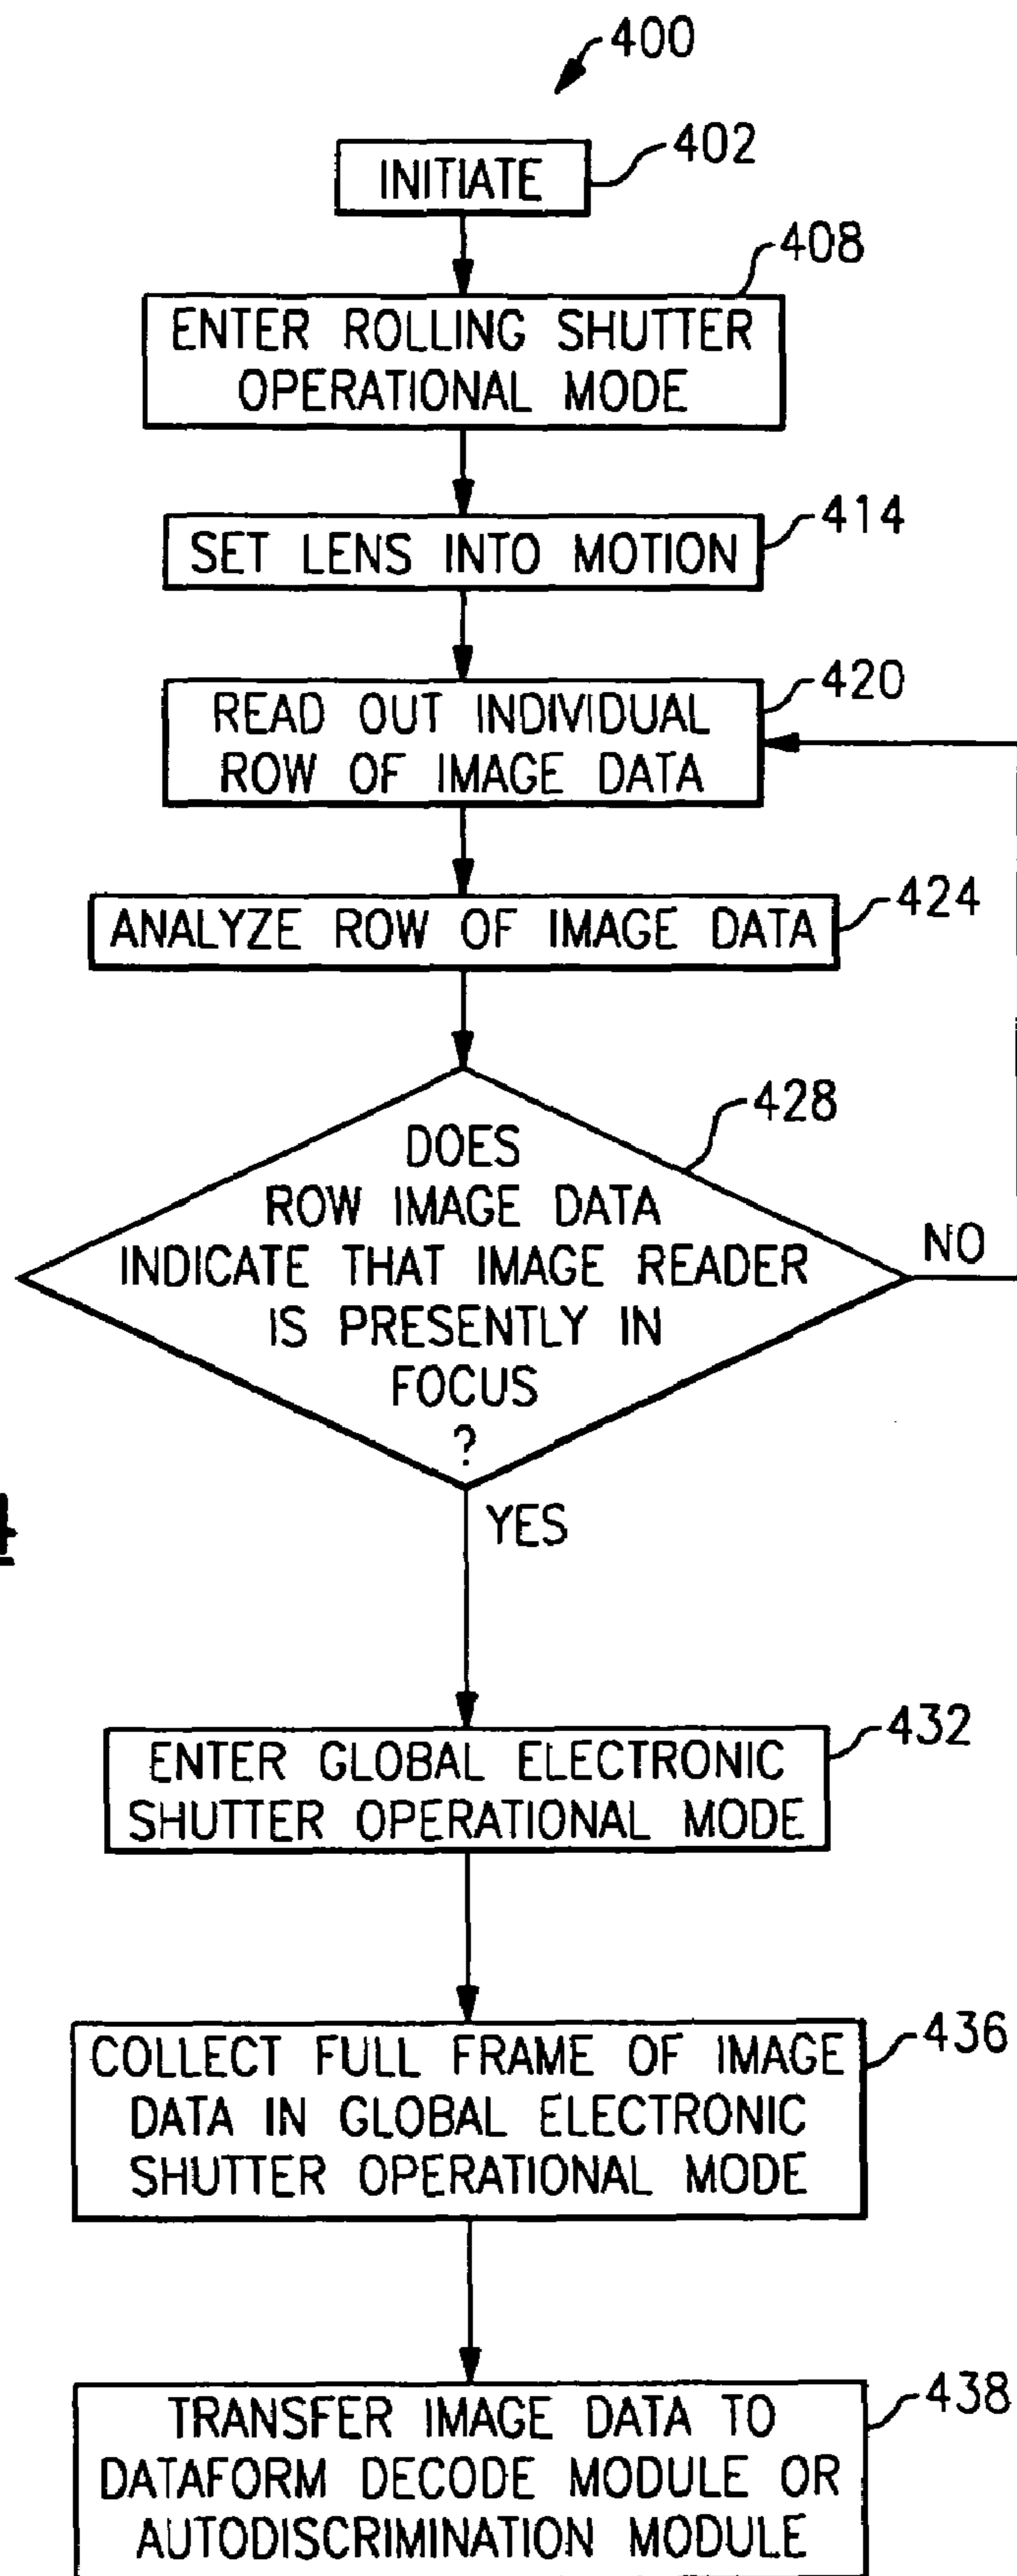 400
INITIATE
402
408
ENTER ROLLING SHUTTER
OPERATIONAL MODE
414
SET LENS INTO MOTION
420
READ OUT INDIVIDUAL
ROW OF IMAGE DATA
424
ANALYZE ROW OF IMAGE DATA
428
DOES
ROW IMAGE DATA
INDICATE THAT IMAGE READER
IS PRESENTLY IN
FOCUS
?
NO
YES
432
ENTER GLOBAL ELECTRONIC
SHUTTER OPERATIONAL MODE
436
COLLECT FULL FRAME OF IMAGE
DATA IN GLOBAL ELECTRONIC
SHUTTER OPERATIONAL MODE
438
TRANSFER IMAGE DATA TO
DATAFORM DECODE MODULE OR
AUTODISCRIMINATION MODULE